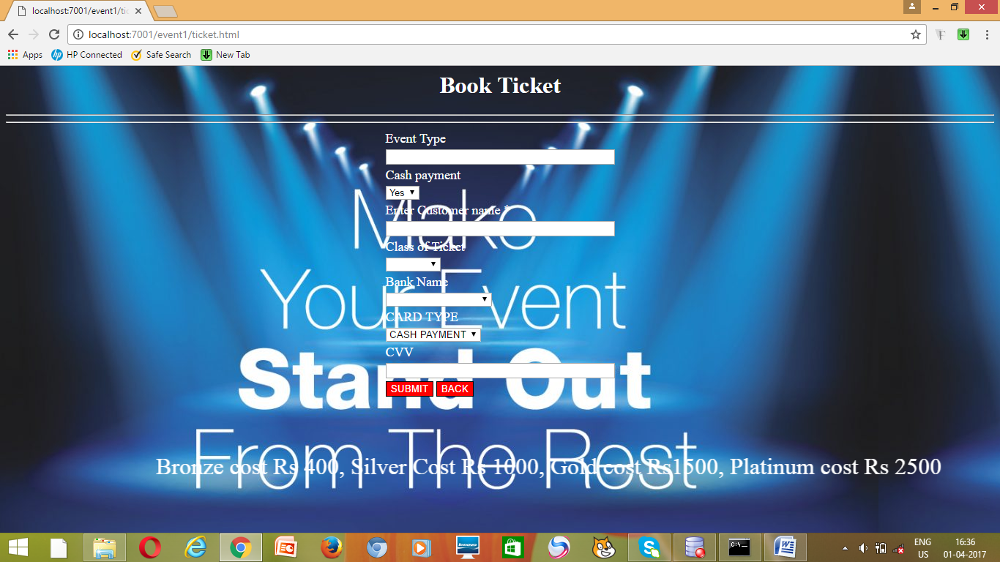 localhost:7001/event1/tic
localhost:7001/event1/ticket.html
Apps HP Connected Safe Search New Tab
Book Ticket
Event Type
Cash payment
Yes
Enter Customer name *
Make
Class of Ticket
Bank Name
Your Event
CARD TYPE
CASH PAYMENT
CVV
Stand Out
SUBMIT BACK
From The Rest
Bronze cost Rs 400, Silver Cost Rs 1000, Gold cost Rs1500, Platinum cost Rs 2500
ENG 16:36
US 01-04-2017